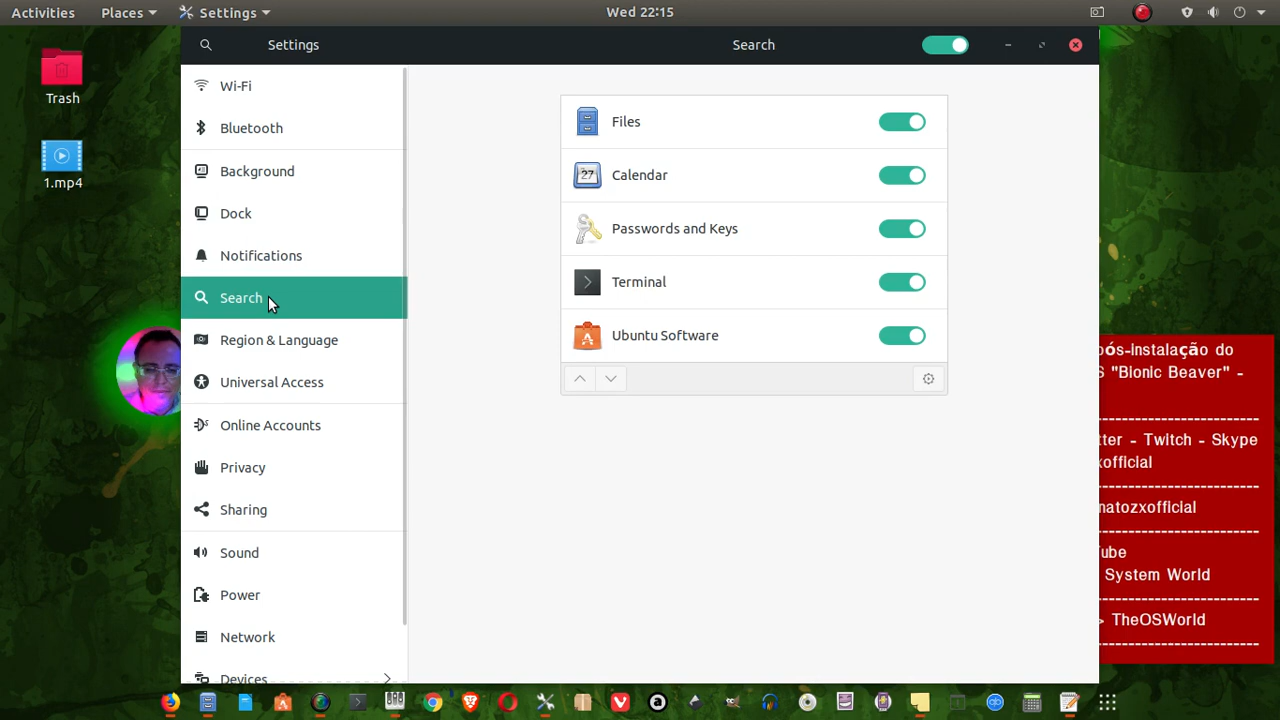 Activities Places Settings Wed 22:15
Settings Search
Trash
1.mp4
Wi-Fi
Bluetooth
Background
Dock
Notifications
Search
Region & Language
Universal Access
Online Accounts
Privacy
Sharing
Sound
Power
Network
Devices
Files
Calendar
27
Passwords and Keys
Terminal
Ubuntu Software
ós-Instalação do
S "Bionic Beaver" -
----------------------------
tter - Twitch - Skype
xofficial
----------------------------
natozxofficial
----------------------------
Tube
System World
----------------------------
> TheOSWorld
----------------------------